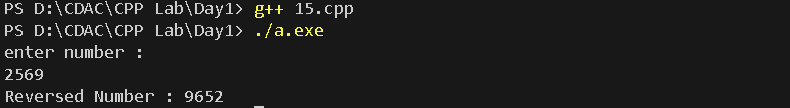 PS D:\CDAC\CPP Lab\Day1> g++ 15.cpp
PS D:\CDAC\CPP Lab\Day1> ./a.exe
enter number :
2569
Reversed Number : 9652